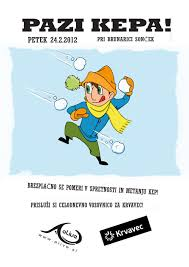 PAZI KEPA!
PETEK 24.2.2012
PRI BRUNARICI SONČEK
BREZPLAČNO SE POMERI V SPRETNOSTI IN METANJU KEP!
PRISLUŽI SI CELODNEVNO VOZOVNICO ZA KRVAVEC!
Krvavec